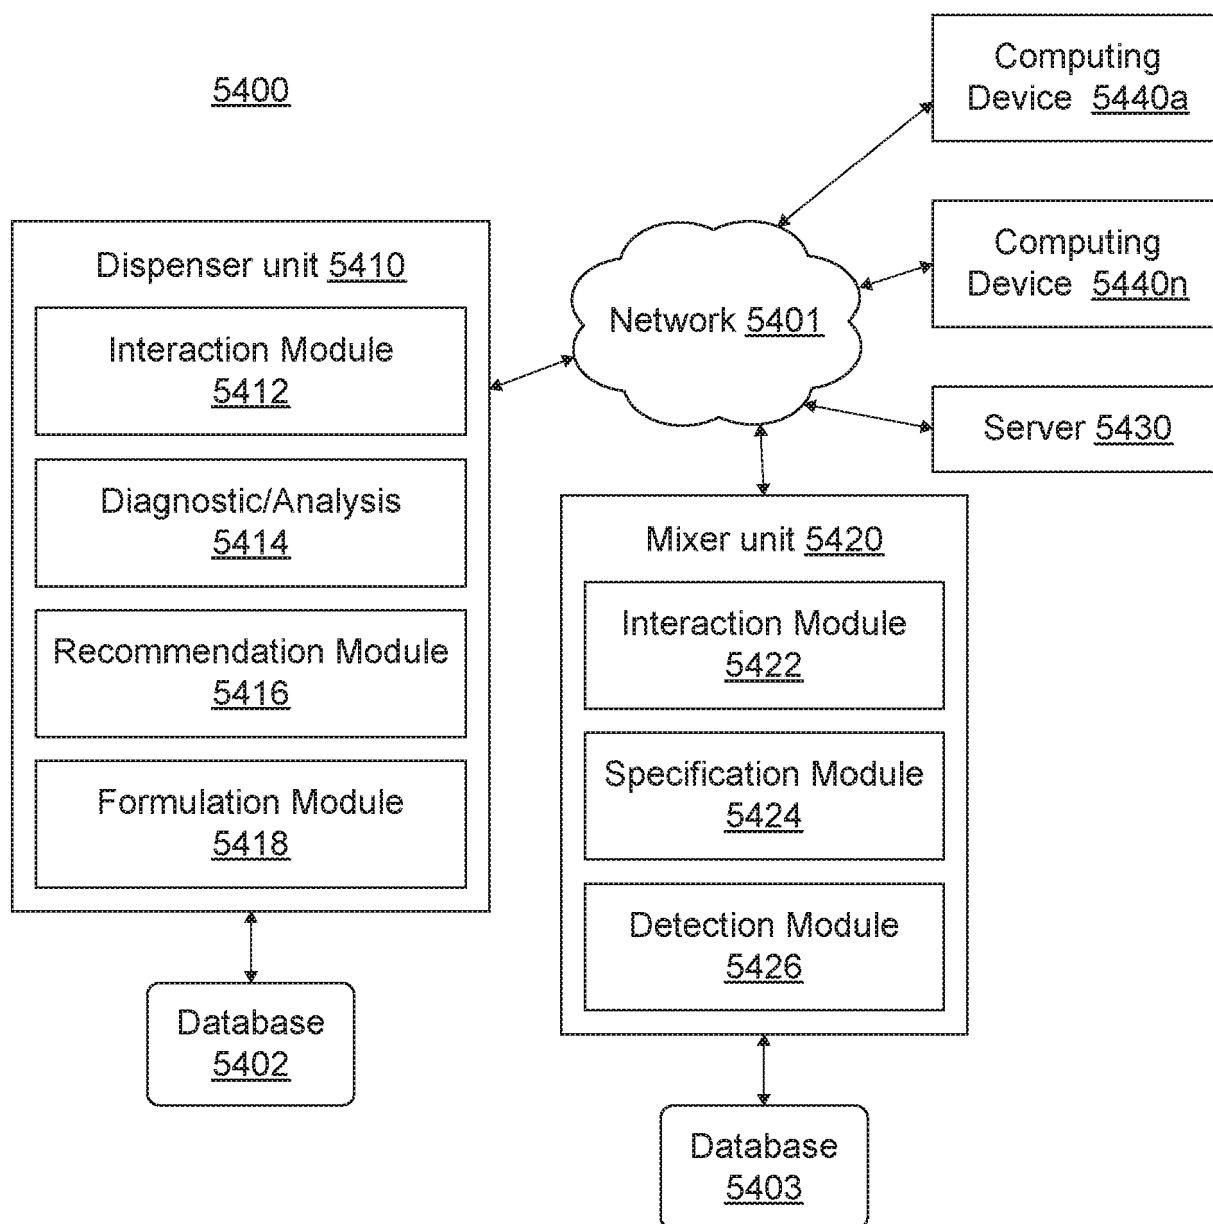 5400
Computing
Device 5440a
Computing
Device 5440n
Server 5430
Network 5401
Dispenser unit 5410
Interaction Module
5412
Diagnostic/Analysis
5414
Recommendation Module
5416
Formulation Module
5418
Database
5402
Mixer unit 5420
Interaction Module
5422
Specification Module
5424
Detection Module
5426
Database
5403